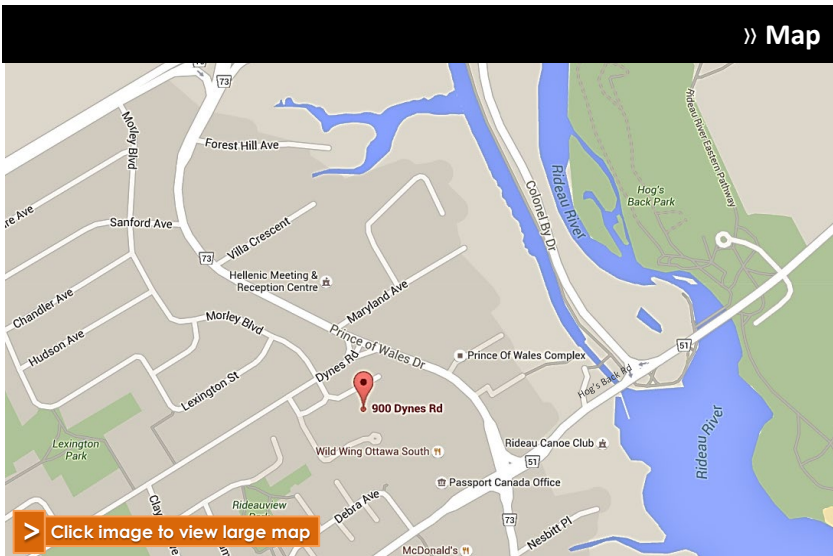 » Map
73
Morley Blvd
Forest Hill Ave
Rideau River Eastern Pathway
Rideau River
Hog's
Back Park
Colonel By Dr
re Ave
Sanford Ave
Villa Crescent
73
Hellenic Meeting &
Reception Centre
Chandler Ave
Maryland Ave
Morley Blvd
Hudson Ave
Prince of Wales Dr
51
Dynes Rd
Prince Of Wales Complex
Lexington St
Hog's Back Rd
900 Dynes Rd
Lexington
Park
Wild Wing Ottawa South
Rideau Canoe Club
Rideau River
51
Passport Canada Office
Rideauview
Debra Ave
73
Nesbitt Pl
> Click image to view large map
McDonald's